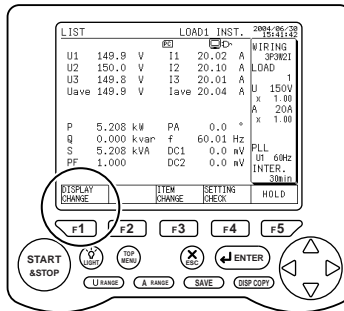 LIST LOAD1 INST. 2004/06/30
15:41:42
PC
WIRING
3P3W2I
LOAD
1
U 150V
x 1.00
A 20A
x 1.00
PLL
U1 60Hz
INTER.
30min
U1 149.9 V I1 20.02 A
U2 150.0 V I2 20.10 A
U3 149.8 V I3 20.01 A
Uave 149.9 V Iave 20.04 A
P 5.208 kW PA 0.0 °
Q 0.000 kvar f 60.01 Hz
S 5.208 kVA DC1 0.0 mV
PF 1.000 DC2 0.0 mV
DISPLAY CHANGE
ITEM CHANGE
SETTING CHECK
HOLD
F1 F2 F3 F4 F5
START
&STOP
LIGHT
TOP
MENU
ESC
ENTER
U RANGE A RANGE SAVE DISP COPY